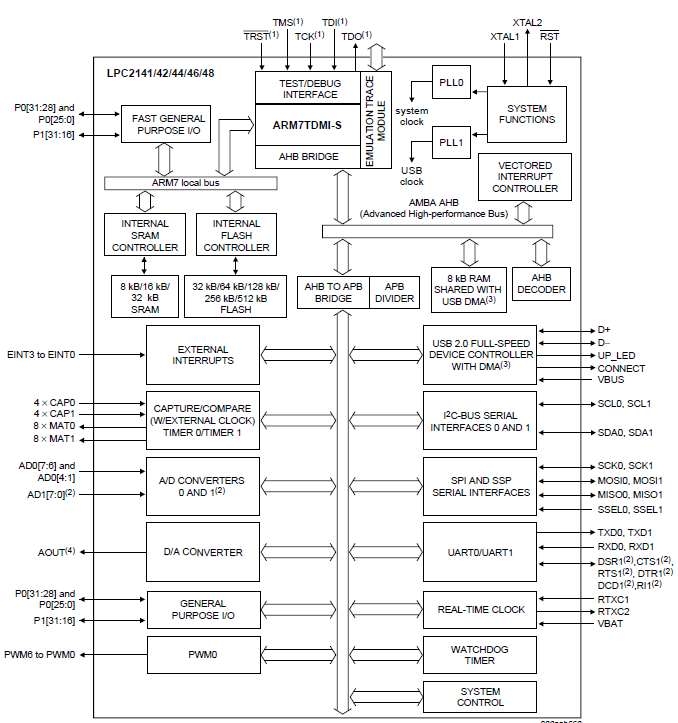 TMS(1) TDI(1) XTAL2
TRST(1) TCK(1) TDO(1) XTAL1 RST
LPC2141/42/44/46/48
TEST/DEBUG
INTERFACE
ARM7TDMI-S
AHB BRIDGE
EMULATION TRACE
MODULE
PLL0
system
clock
PLL1
USB
clock
SYSTEM
FUNCTIONS
VECTORED
INTERRUPT
CONTROLLER
P0[31:28] and
P0[25:0]
P1[31:16]
FAST GENERAL
PURPOSE I/O
ARM7 local bus
AMBA AHB
(Advanced High-performance Bus)
INTERNAL
SRAM
CONTROLLER
INTERNAL
FLASH
CONTROLLER
8 kB/16 kB/
32 kB
SRAM
32 kB/64 kB/128 kB/
256 kB/512 kB
FLASH
AHB TO APB
BRIDGE
APB
DIVIDER
8 kB RAM
SHARED WITH
USB DMA(3)
AHB
DECODER
EINT3 to EINT0
EXTERNAL
INTERRUPTS
USB 2.0 FULL-SPEED
DEVICE CONTROLLER
WITH DMA(3)
D+
D−
UP_LED
CONNECT
VBUS
4 × CAP0
4 × CAP1
8 × MAT0
8 × MAT1
CAPTURE/COMPARE
(W/EXTERNAL CLOCK)
TIMER 0/TIMER 1
I2C-BUS SERIAL
INTERFACES 0 AND 1
SCL0, SCL1
SDA0, SDA1
AD0[7:6] and
AD0[4:1]
AD1[7:0](2)
A/D CONVERTERS
0 AND 1(2)
SPI AND SSP
SERIAL INTERFACES
SCK0, SCK1
MOSI0, MOSI1
MISO0, MISO1
SSEL0, SSEL1
AOUT(4)
D/A CONVERTER
UART0/UART1
TXD0, TXD1
RXD0, RXD1
DSR1(2),CTS1(2),
RTS1(2), DTR1(2)
DCD1(2),RI1(2)
P0[31:28] and
P0[25:0]
P1[31:16]
GENERAL
PURPOSE I/O
REAL-TIME CLOCK
RTXC1
RTXC2
VBAT
PWM6 to PWM0
PWM0
WATCHDOG
TIMER
SYSTEM
CONTROL